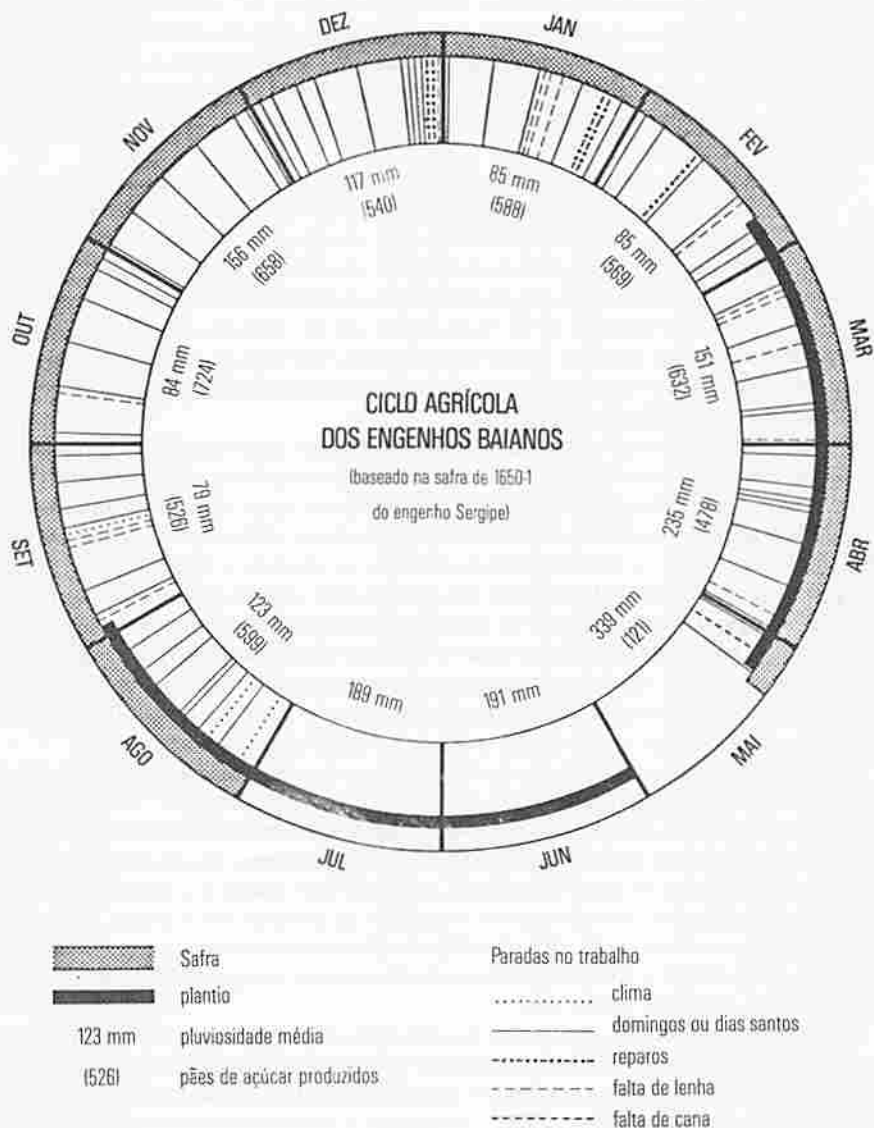 DEZ
JAN
NOV
FEV
OUT
MAR
SET
ABR
AGO
MAI
JUL
JUN
117 mm
(540)
85 mm
(588)
156 mm
(658)
85 mm
(569)
84 mm
(724)
151 mm
(632)
79 mm
(526)
235 mm
(478)
123 mm
(599)
339 mm
(121)
189 mm
191 mm
CICLO AGRÍCOLA
DOS ENGENHOS BAIANOS
(baseado na safra de 1650-1
do engenho Sergipe)
Safra
plantio
123 mm pluviosidade média
(526) pães de açúcar produzidos
Paradas no trabalho
clima
domingos ou dias santos
reparos
falta de lenha
falta de cana